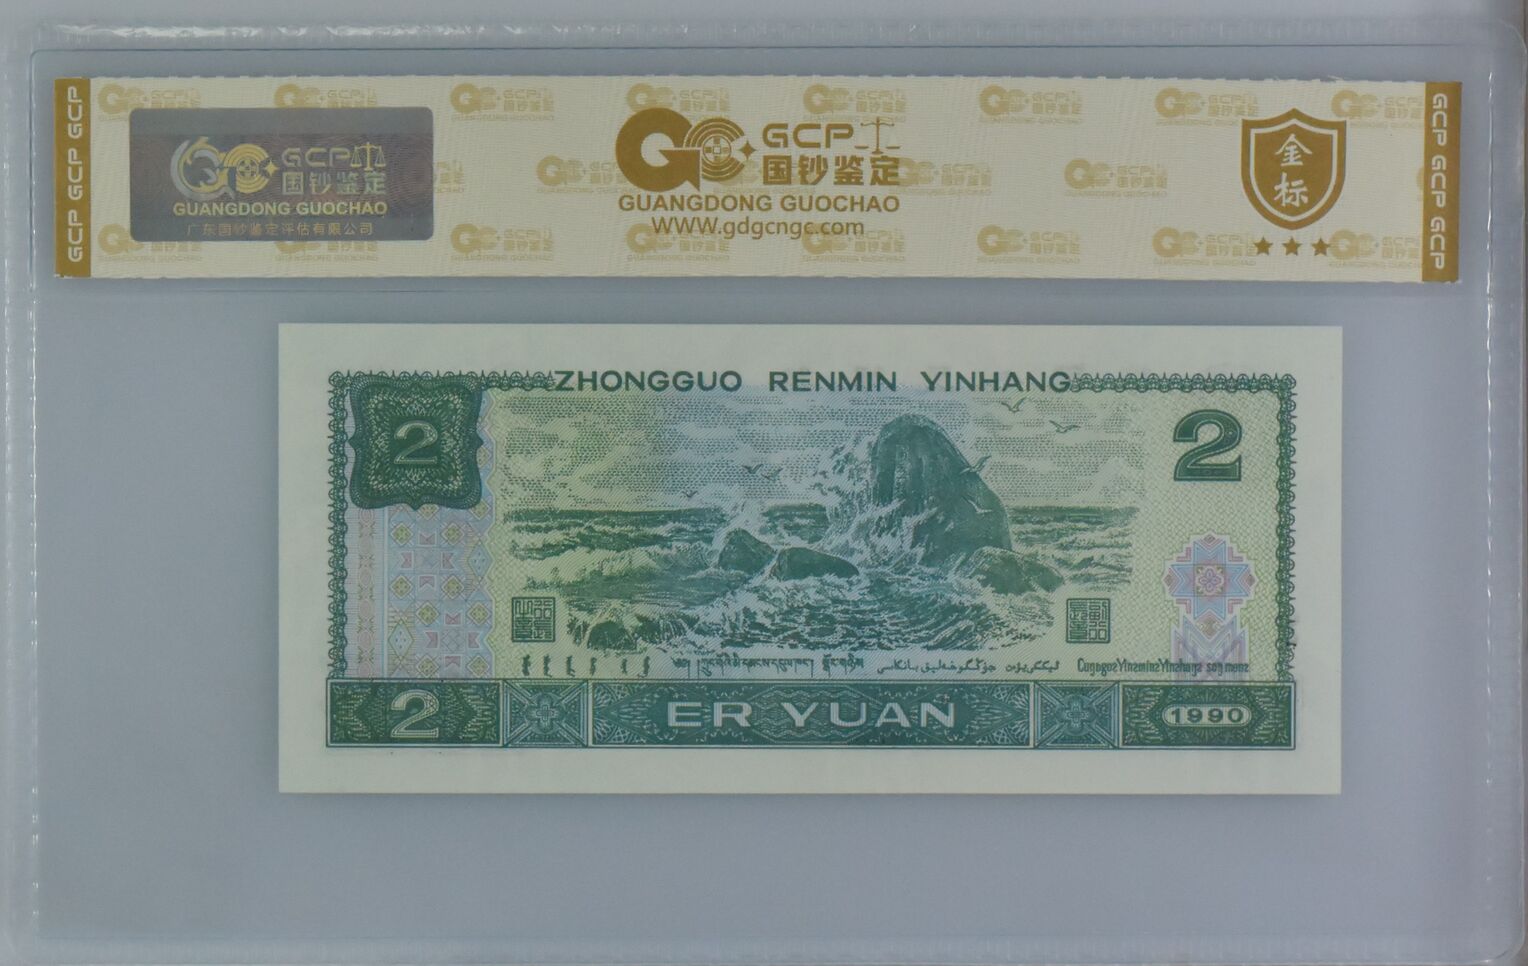 GCP GCP GCP
GCP
国钞鉴定
GUANGDONG GUOCHAO
广东国钞鉴定评估有限公司
GCP
国钞鉴定
GUANGDONG GUOCHAO
WWW.gdgcngc.com
金
标
GCP GCP GCP
ZHONGGUO RENMIN YINHANG
2
2
2
ER YUAN
1990